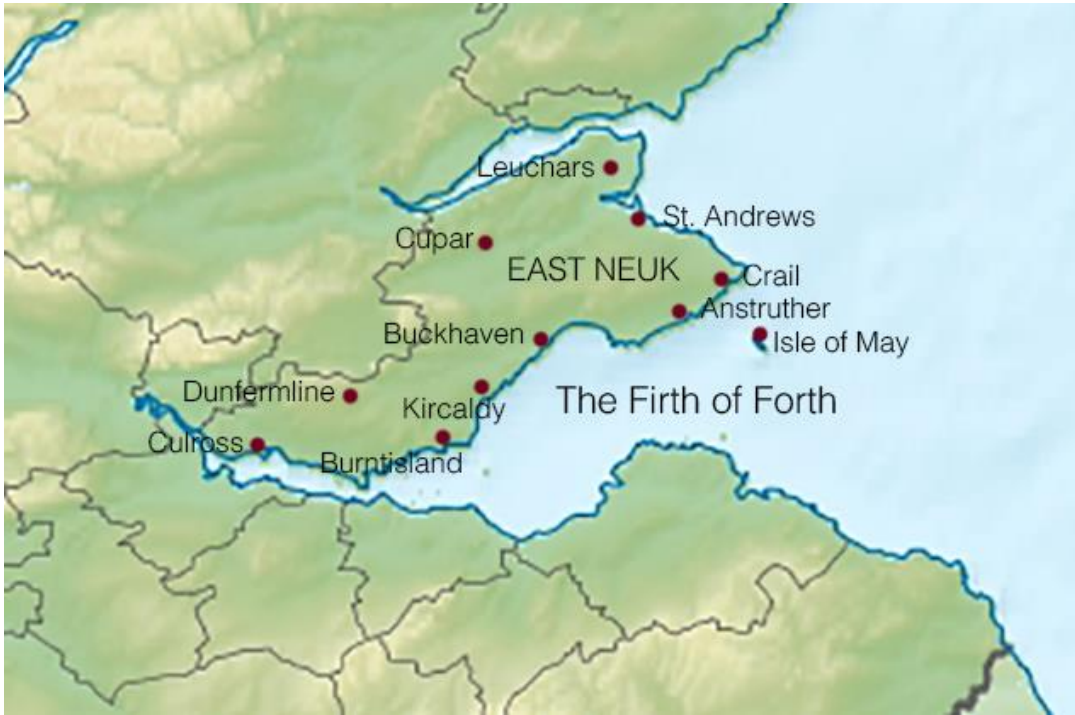 Leuchars
St. Andrews
Cupar
EAST NEUK
Crail
Anstruther
Buckhaven
Isle of May
Dunfermline
Kircaldy
The Firth of Forth
Culross
Burntisland